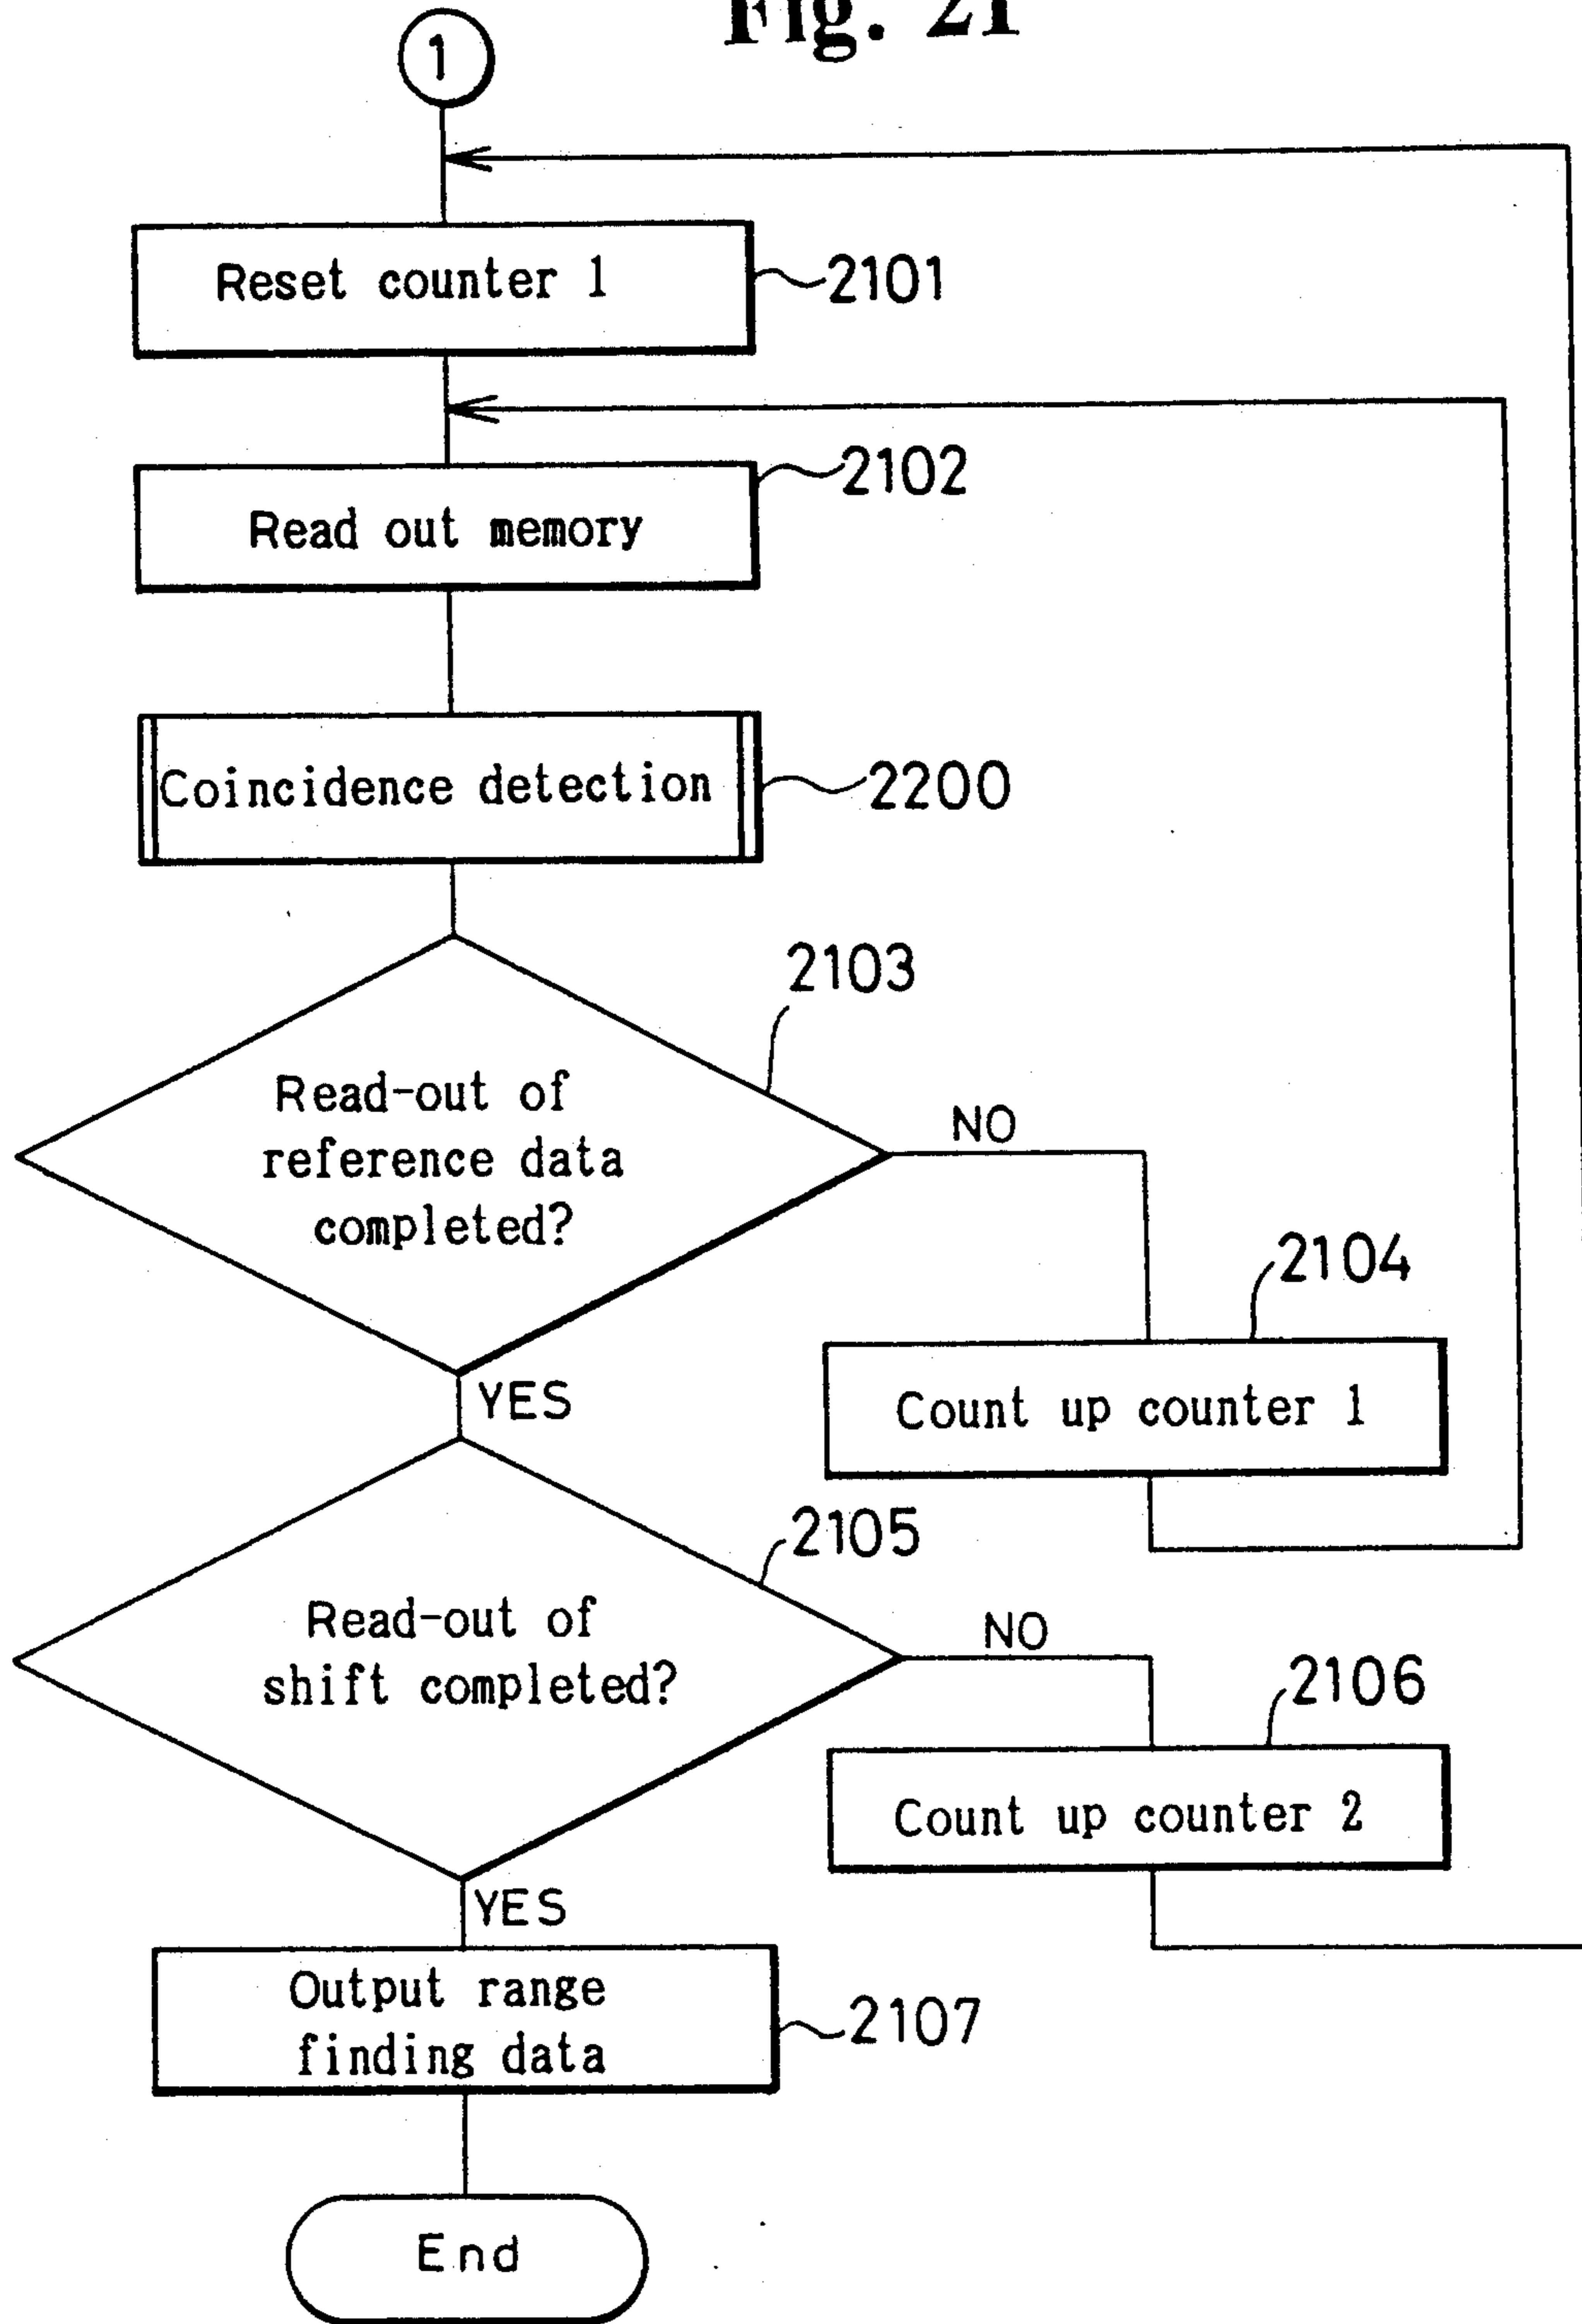 Fig. 21
1
Reset counter 1
2101
2102
Read out memory
Coincidence detection
2200
2103
Read-out of
reference data
completed?
NO
2104
YES
Count up counter 1
2105
Read-out of
shift completed?
NO
2106
Count up counter 2
YES
Output range
finding data
2107
End